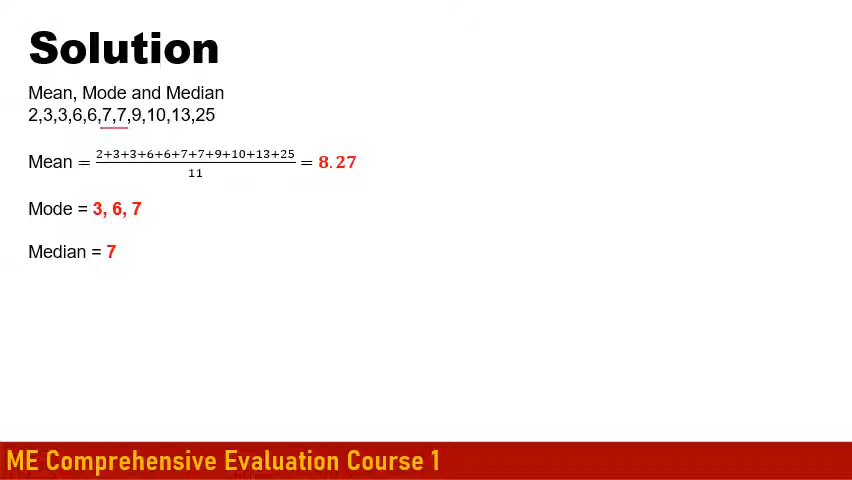 Solution
Mean, Mode and Median
2,3,3,6,6,7,7,9,10,13,25
Mean = 2+3+3+6+6+7+7+9+10+13+25 / 11 = 8.27
Mode = 3, 6, 7
Median = 7
ME Comprehensive Evaluation Course 1